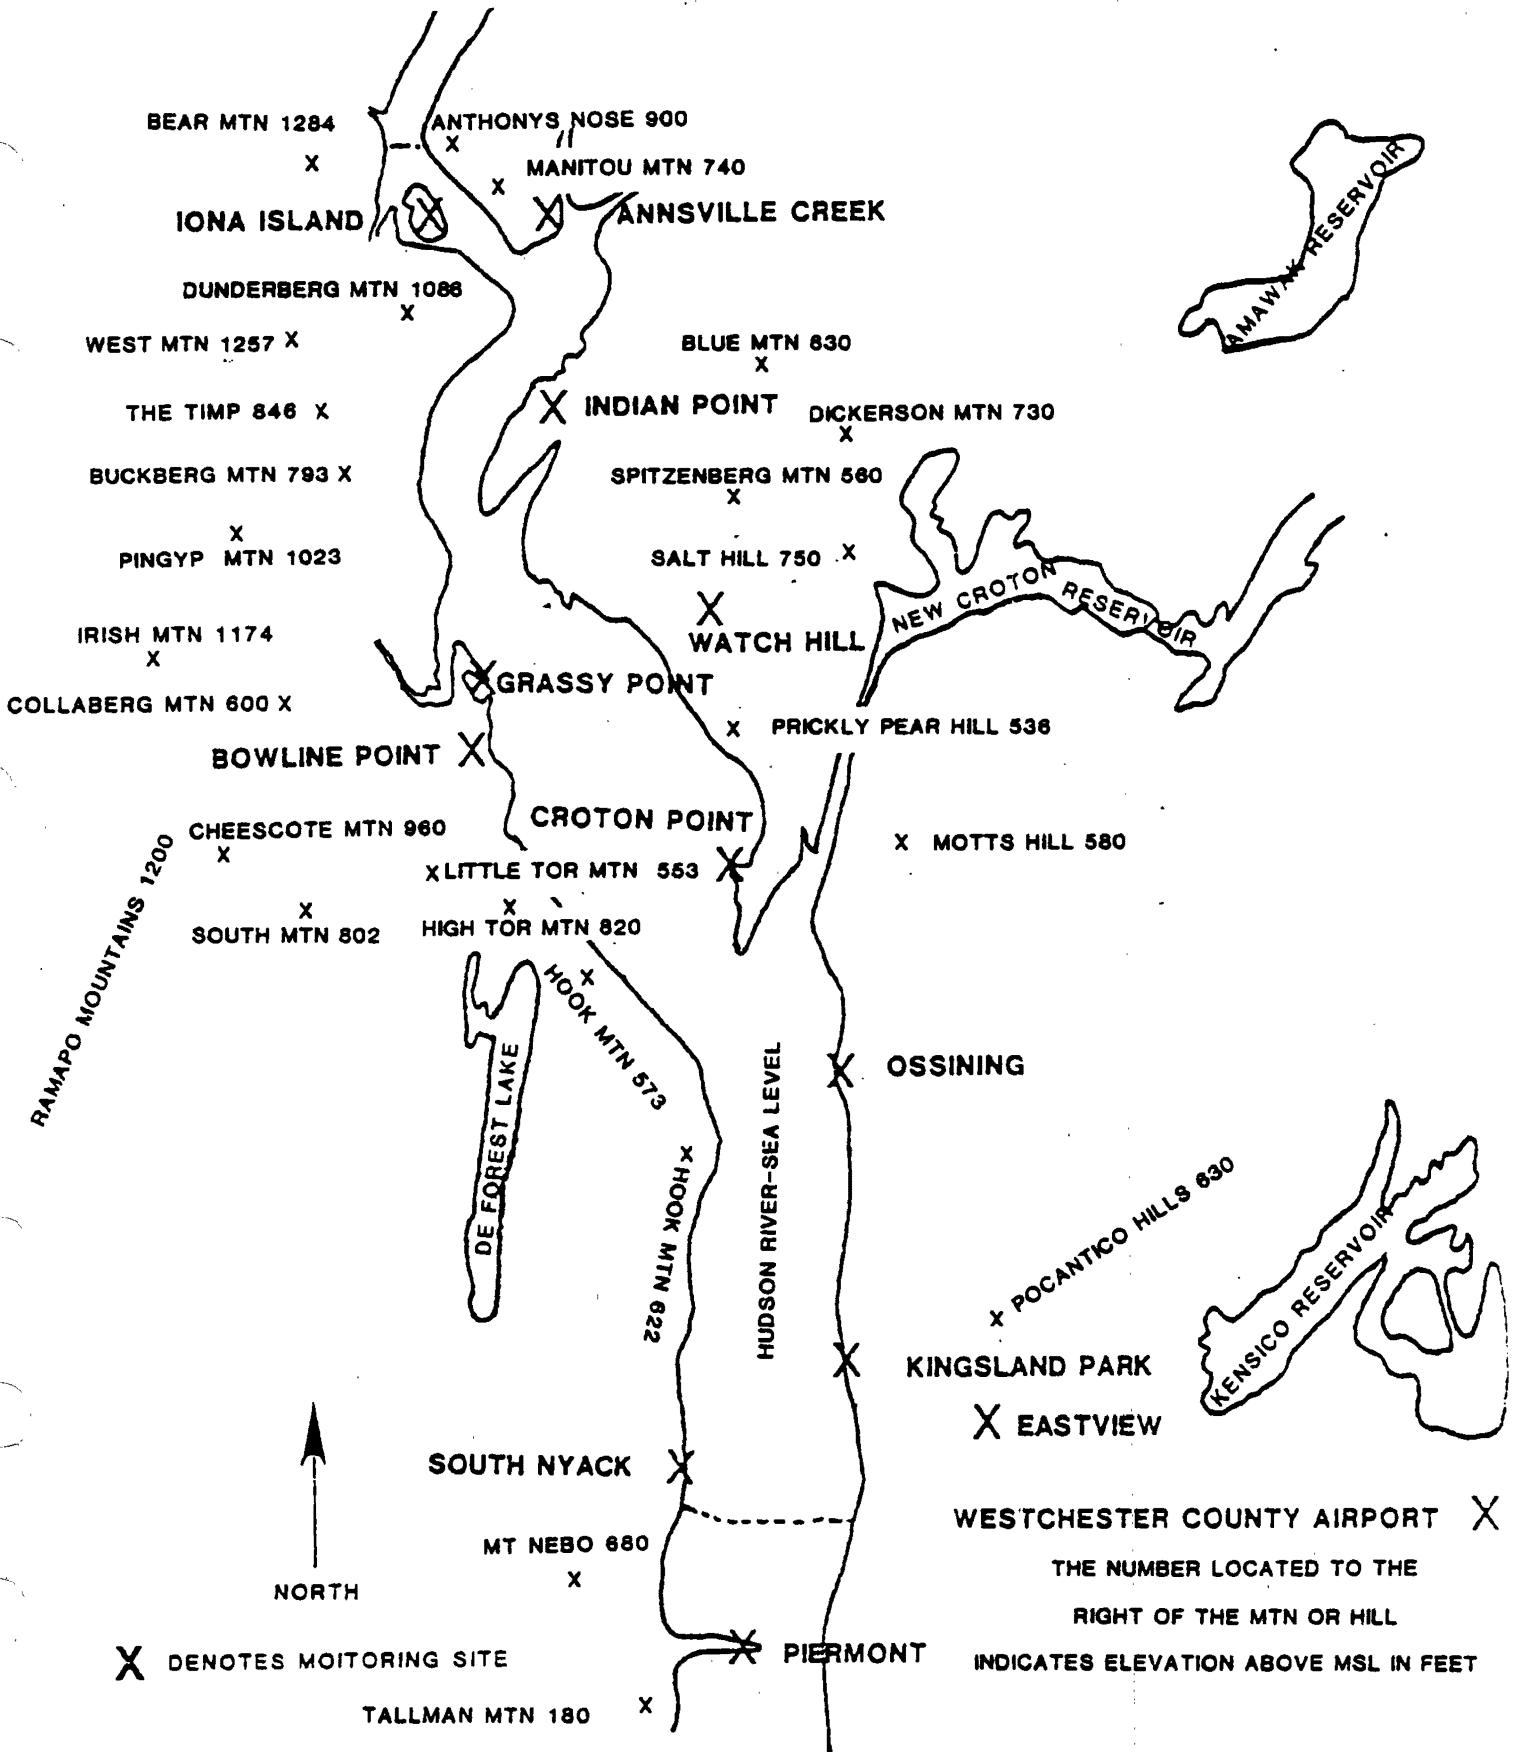 BEAR MTN 1284
ANTHONYS NOSE 900
MANITOU MTN 740
IONA ISLAND
ANNSVILLE CREEK
AMAWAK RESERVOIR
DUNDERBERG MTN 1086
WEST MTN 1257 X
BLUE MTN 630
THE TIMP 846 X
INDIAN POINT
DICKERSON MTN 730
BUCKBERG MTN 793 X
SPITZENBERG MTN 560
PINGYP MTN 1023
SALT HILL 750
NEW CROTON RESERVOIR
IRISH MTN 1174
WATCH HILL
GRASSY POINT
COLLABERG MTN 600 X
PRICKLY PEAR HILL 536
BOWLINE POINT
CROTON POINT
CHEESCOTE MTN 960
X MOTTS HILL 580
RAMAPO MOUNTAINS 1200
X LITTLE TOR MTN 553
SOUTH MTN 802
HIGH TOR MTN 820
HOOK MTN 573
DE FOREST LAKE
OSSINING
HUDSON RIVER-SEA LEVEL
X HOOK MTN 622
X POCANTICO HILLS 630
KENSICO RESERVOIR
KINGSLAND PARK
X EASTVIEW
SOUTH NYACK
WESTCHESTER COUNTY AIRPORT X
MT NEBO 680
THE NUMBER LOCATED TO THE
RIGHT OF THE MTN OR HILL
INDICATES ELEVATION ABOVE MSL IN FEET
NORTH
PIERMONT
X DENOTES MOITORING SITE
TALLMAN MTN 180 X